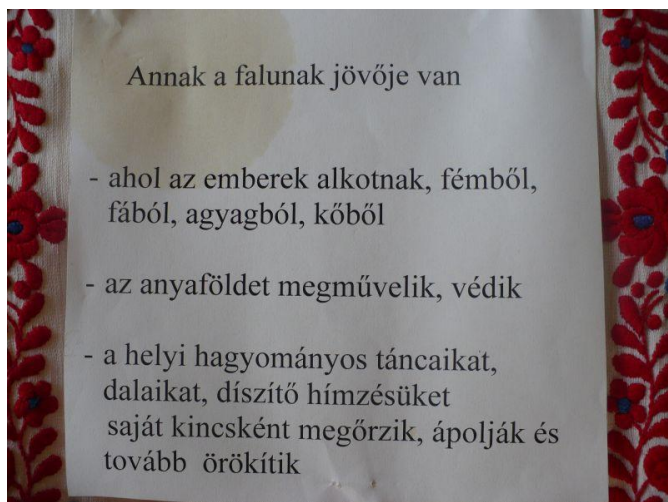 Annak a falunak jövője van
- ahol az emberek alkotnak, fémből,
fából, agyagból, kőből
- az anyaföldet megművelik, védik
- a helyi hagyományos táncaikat,
dalaikat, díszítő hímzésüket
saját kincsként megőrzik, ápolják és
tovább örökítik